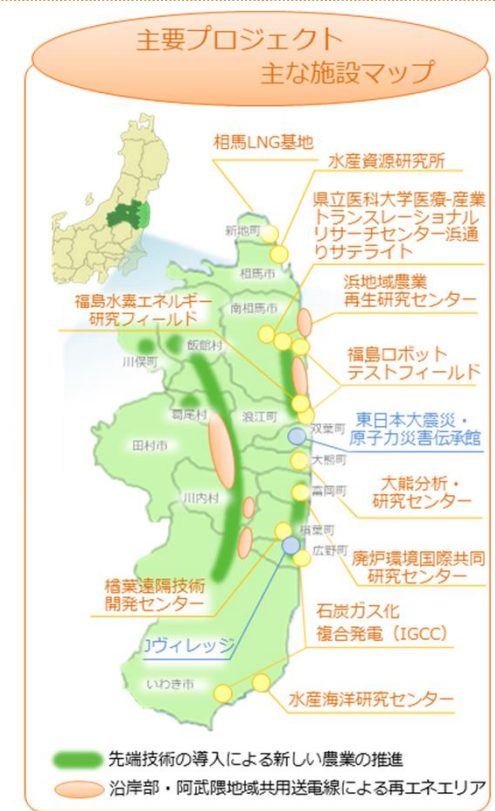 主要プロジェクト
主な施設マップ
相馬LNG基地
水産資源研究所
県立医科大学医療-産業
トランスレーショナル
リサーチセンター浜通
りサテライト
新地町
相馬市
浜地域農業
再生研究センター
福島水素エネルギー
研究フィールド
南相馬市
飯舘村
川俣町
福島ロボット
テストフィールド
葛尾村
浪江町
双葉町
東日本大震災・
原子力災害伝承館
田村市
大熊町
大熊分析・
研究センター
川内村
富岡町
楢葉町
広野町
廃炉環境国際共同
研究センター
楢葉遠隔技術
開発センター
石炭ガス化
複合発電（IGCC）
Jヴィレッジ
いわき市
水産海洋研究センター
先端技術の導入による新しい農業の推進
沿岸部・阿武隈地域共用送電線による再エネエリア